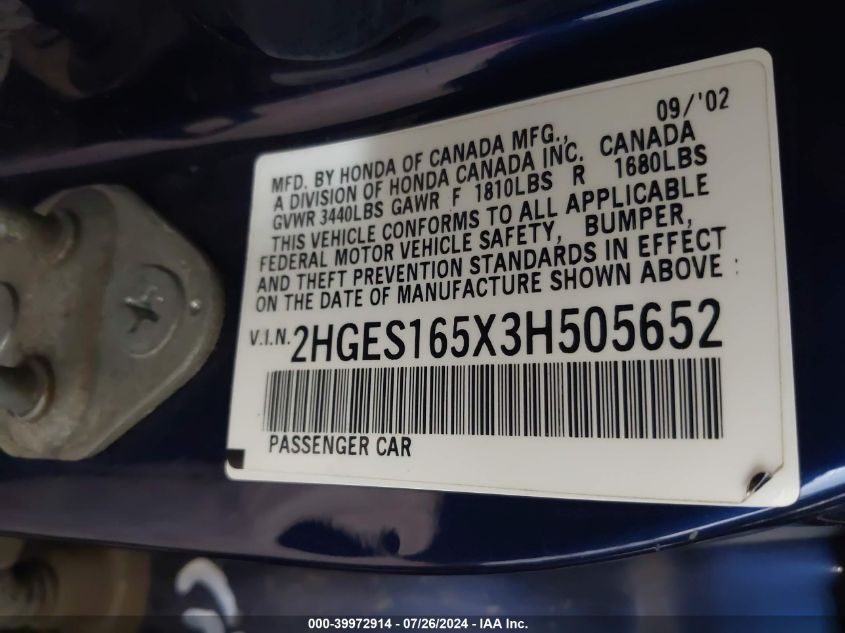 09/'02
MFD. BY HONDA OF CANADA MFG.,
A DIVISION OF HONDA CANADA INC. CANADA
GVWR 3440LBS GAWR F 1810LBS R 1680LBS
THIS VEHICLE CONFORMS TO ALL APPLICABLE
FEDERAL MOTOR VEHICLE SAFETY, BUMPER,
AND THEFT PREVENTION STANDARDS IN EFFECT
ON THE DATE OF MANUFACTURE SHOWN ABOVE
V.I.N. 2HGES165X3H505652
PASSENGER CAR
000-39972914 - 07/26/2024 - IAA Inc.